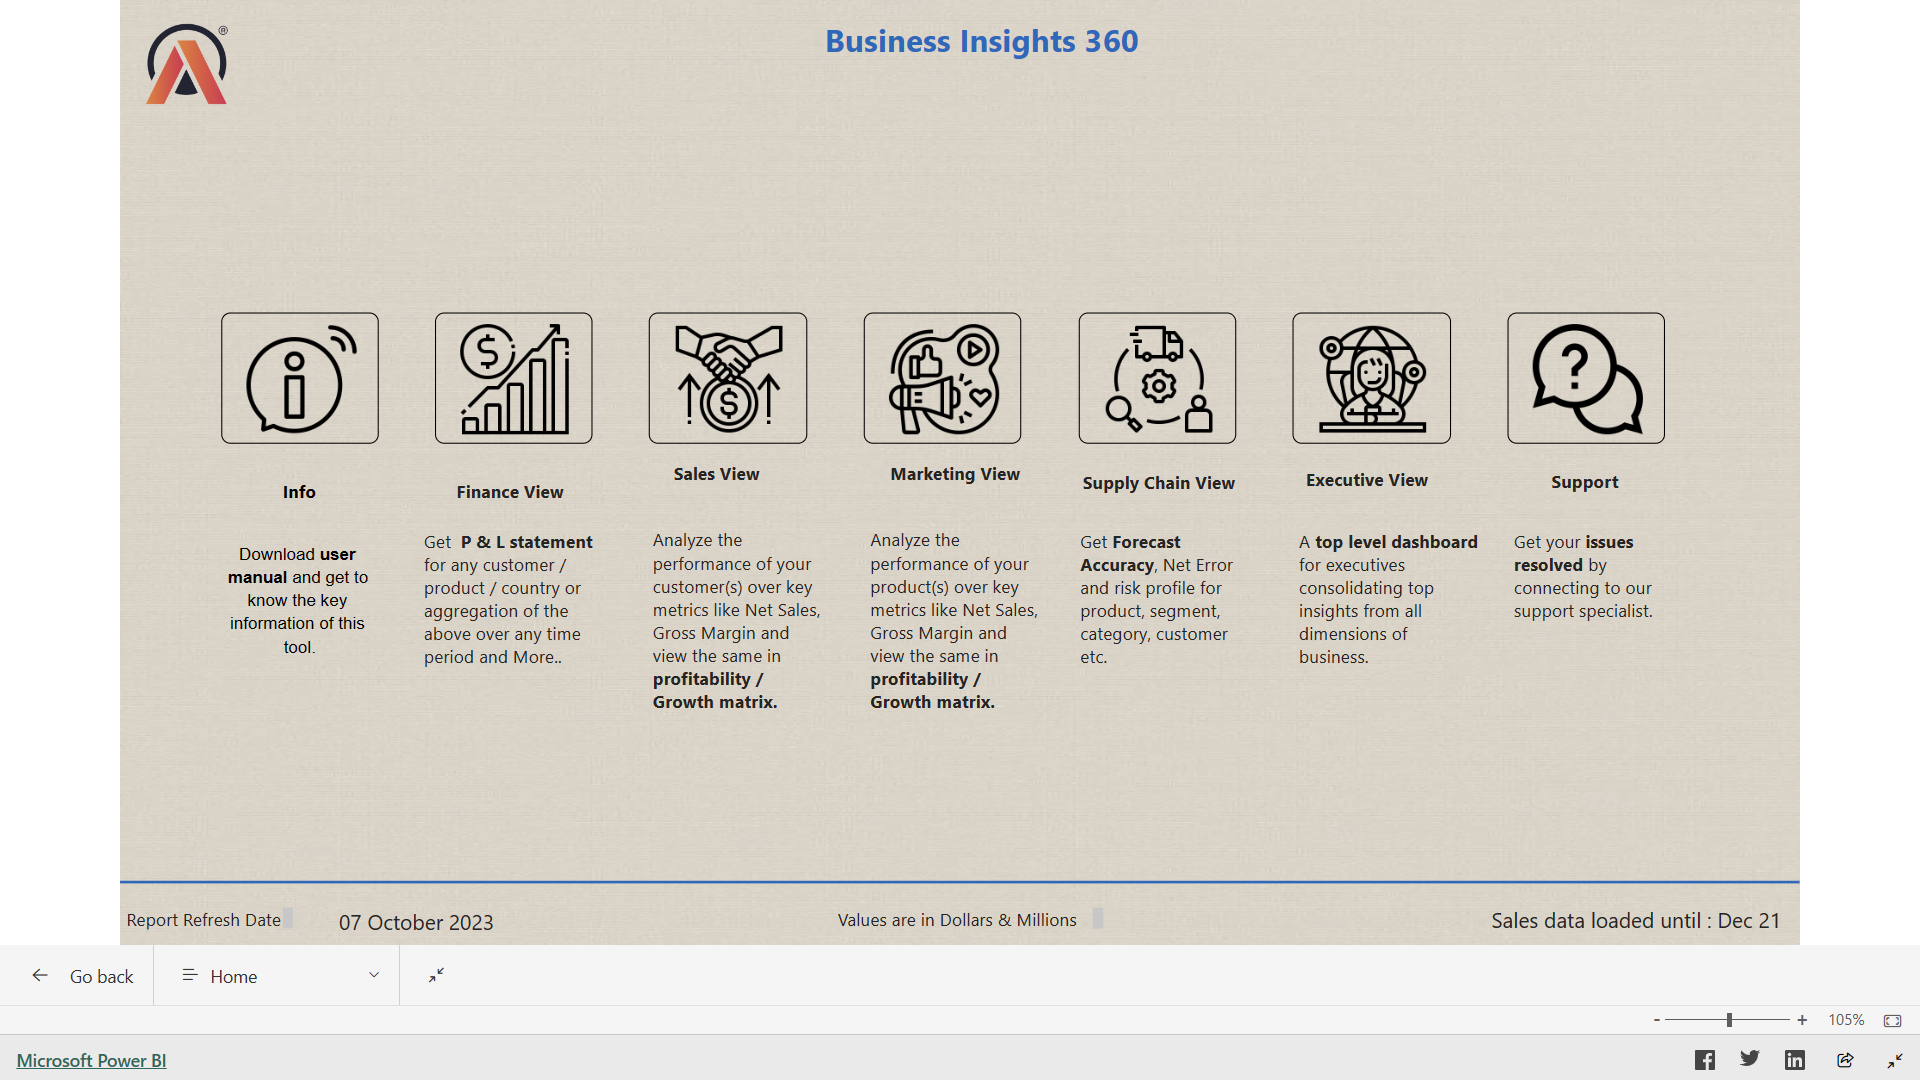 ®
Business Insights 360
$
$
?
Info
Finance View
Sales View
Marketing View
Supply Chain View
Executive View
Support
Download user
manual and get to
know the key
information of this
tool.
Get  P & L statement
for any customer /
product / country or
aggregation of the
above over any time
period and More..
Analyze the
performance of your
customer(s) over key
metrics like Net Sales,
Gross Margin and
view the same in
profitability /
Growth matrix.
Analyze the
performance of your
product(s) over key
metrics like Net Sales,
Gross Margin and
view the same in
profitability /
Growth matrix.
Get Forecast
Accuracy, Net Error
and risk profile for
product, segment,
category, customer
etc.
A top level dashboard
for executives
consolidating top
insights from all
dimensions of
business.
Get your issues
resolved by
connecting to our
support specialist.
Report Refresh Date
07 October 2023
Values are in Dollars & Millions
Sales data loaded until : Dec 21
Go back
Home
- + 105%
Microsoft Power BI